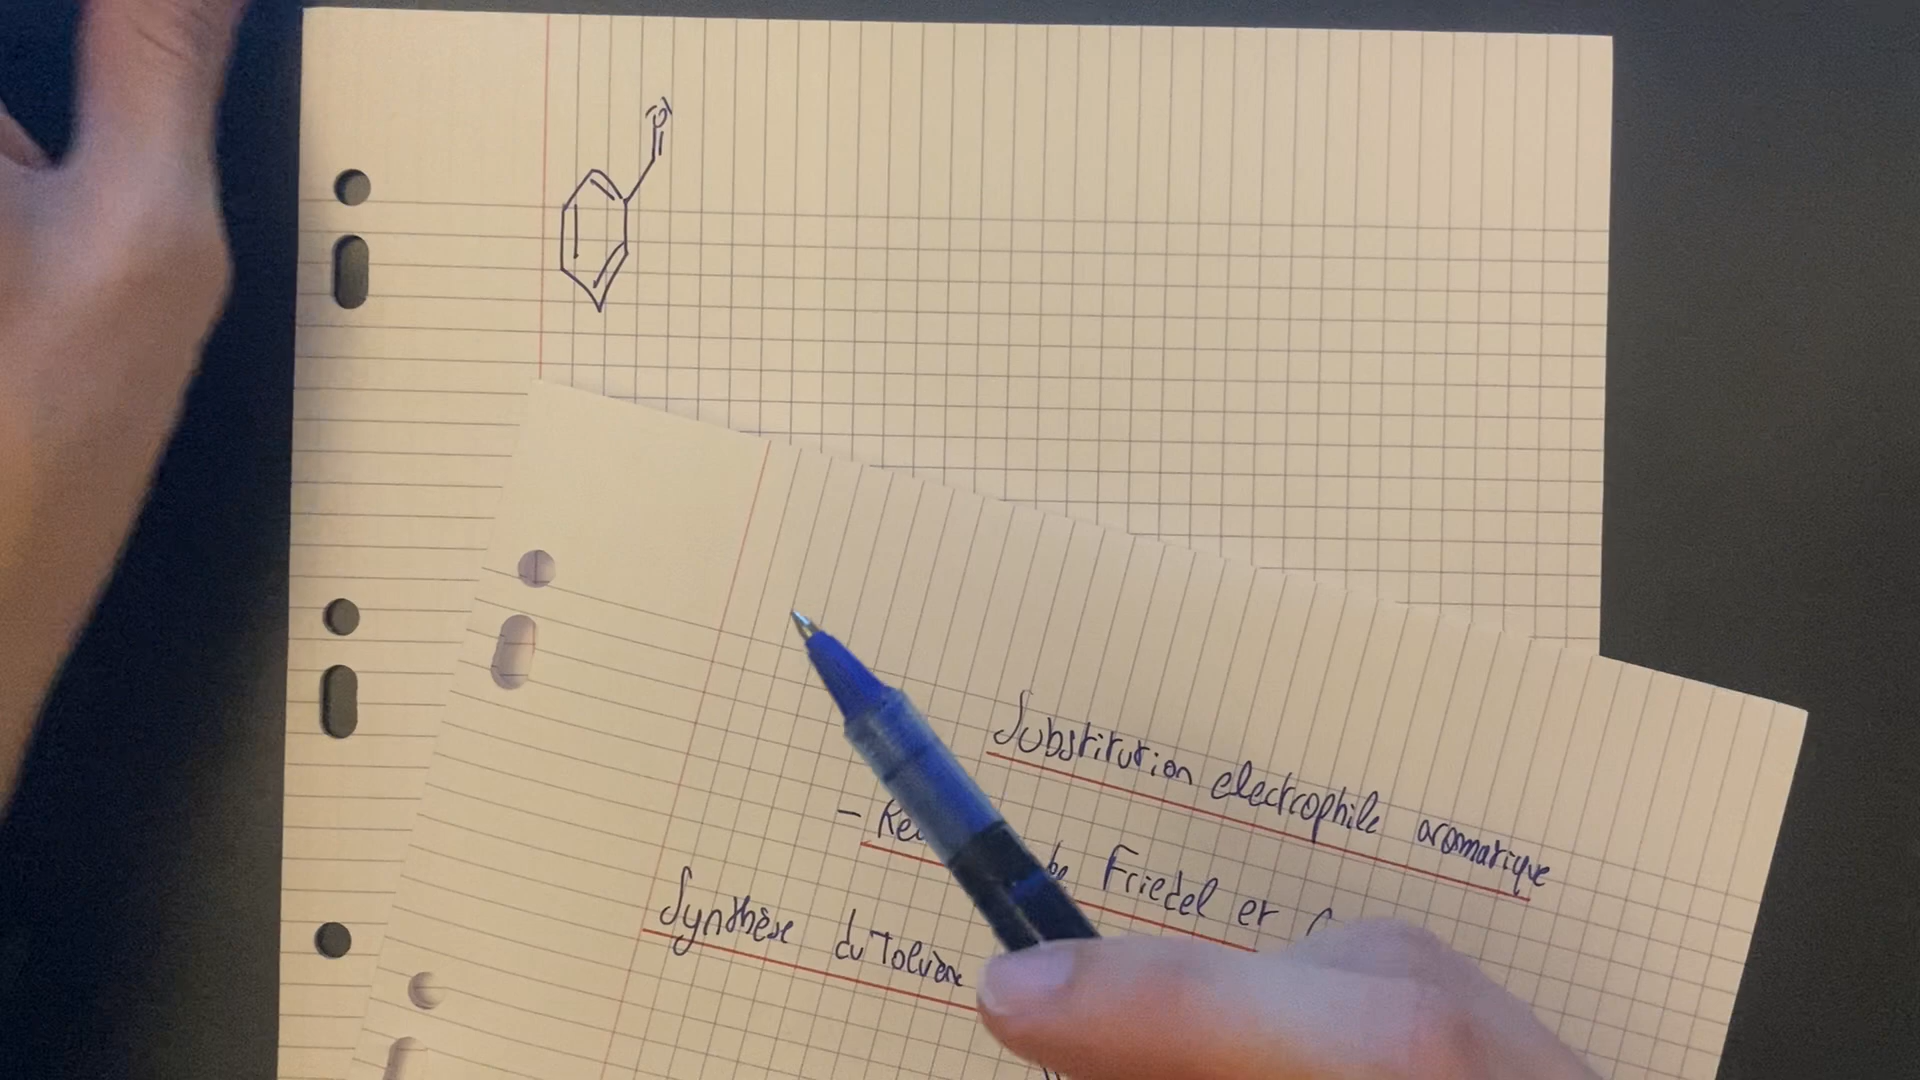 O
Substitution electrophile aromatique
- Friedel et
Synthèse du Toluène